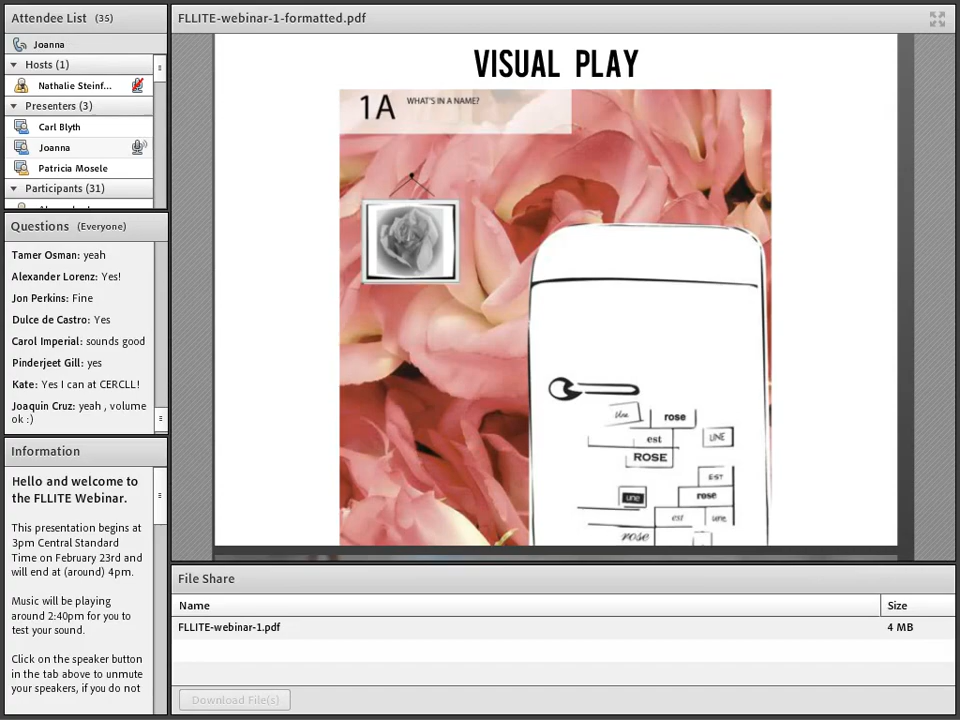 Attendee List (35)
Joanna
Hosts (1)
Nathalie Steinf...
Presenters (3)
Carl Blyth
Joanna
Patricia Mosele
Participants (31)
Questions (Everyone)
Tamer Osman: yeah
Alexander Lorenz: Yes!
Jon Perkins: Fine
Dulce de Castro: Yes
Carol Imperial: sounds good
Pinderjeet Gill: yes
Kate: Yes I can at CERCLL!
Joaquin Cruz: yeah , volume
ok :)
Information
Hello and welcome to
the FLLITE Webinar.
This presentation begins at
3pm Central Standard
Time on February 23rd and
will end at (around) 4pm.
Music will be playing
around 2:40pm for you to
test your sound.
Click on the speaker button
in the tab above to unmute
your speakers, if you do not
FLLITE-webinar-1-formatted.pdf
VISUAL PLAY
1A WHAT'S IN A NAME?
Une rose
est UNE
ROSE
EST
une rose
est une
rose
File Share
Name Size
FLLITE-webinar-1.pdf 4 MB
Download File(s)